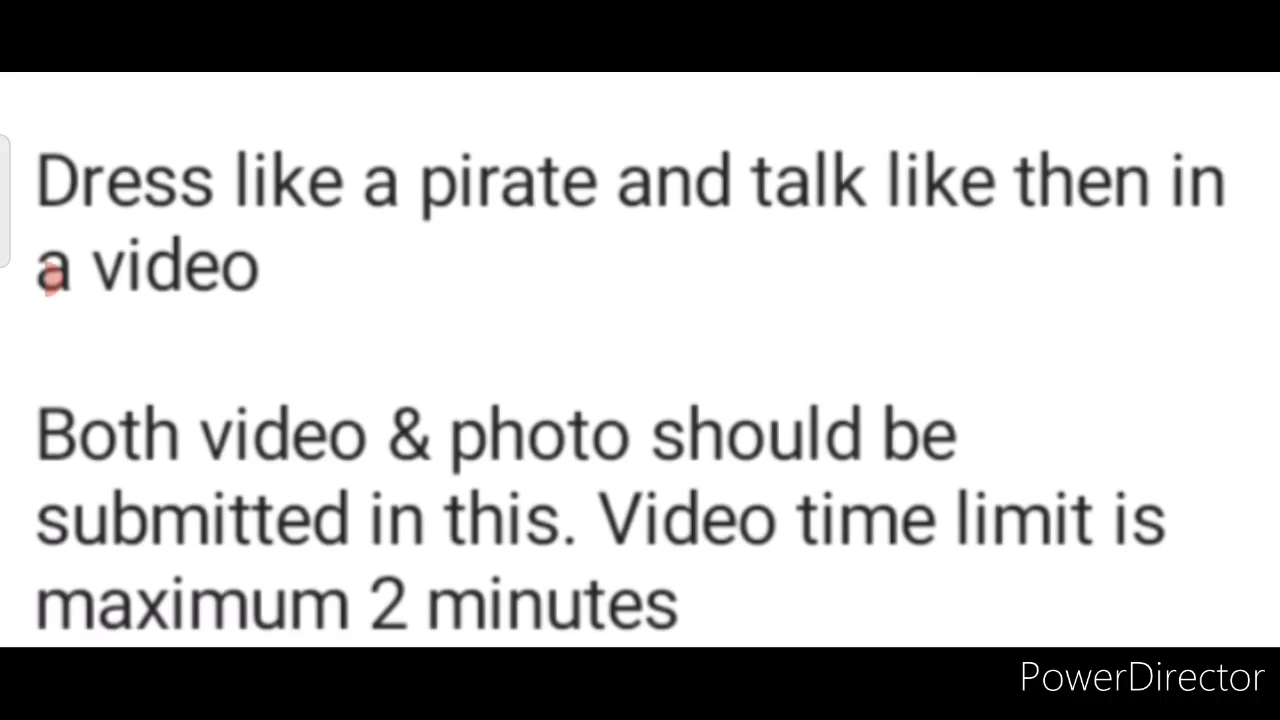 Dress like a pirate and talk like then in
a video
Both video & photo should be
submitted in this. Video time limit is
maximum 2 minutes
PowerDirector